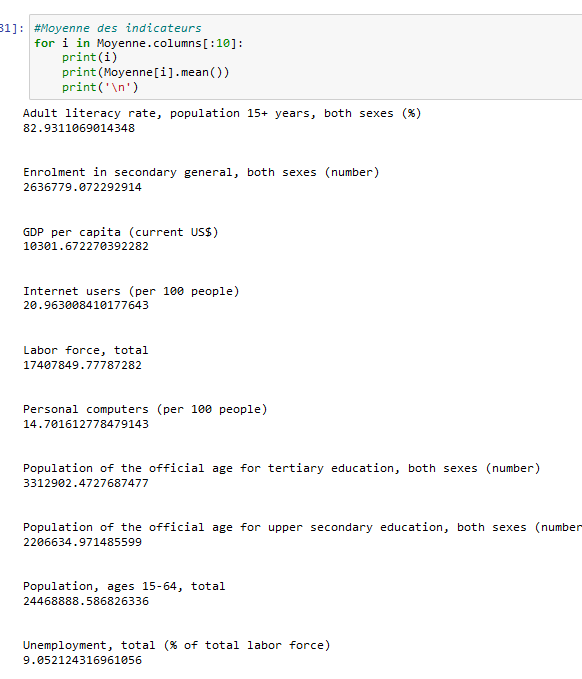 31]: #Moyenne des indicateurs
for i in Moyenne.columns[:10]:
    print(i)
    print(Moyenne[i].mean())
    print('\n')
Adult literacy rate, population 15+ years, both sexes (%)
82.9311069014348
Enrolment in secondary general, both sexes (number)
2636779.072292914
GDP per capita (current US$)
10301.672270392282
Internet users (per 100 people)
20.963008410177643
Labor force, total
17407849.77787282
Personal computers (per 100 people)
14.701612778479143
Population of the official age for tertiary education, both sexes (number)
3312902.4727687477
Population of the official age for upper secondary education, both sexes (number
2206634.971485599
Population, ages 15-64, total
24468888.586826336
Unemployment, total (% of total labor force)
9.052124316961056